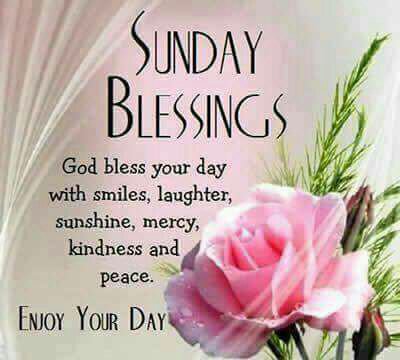 SUNDAY
BLESSINGS
God bless your day
with smiles, laughter,
sunshine, mercy,
kindness and
peace.
ENJOY YOUR DAY